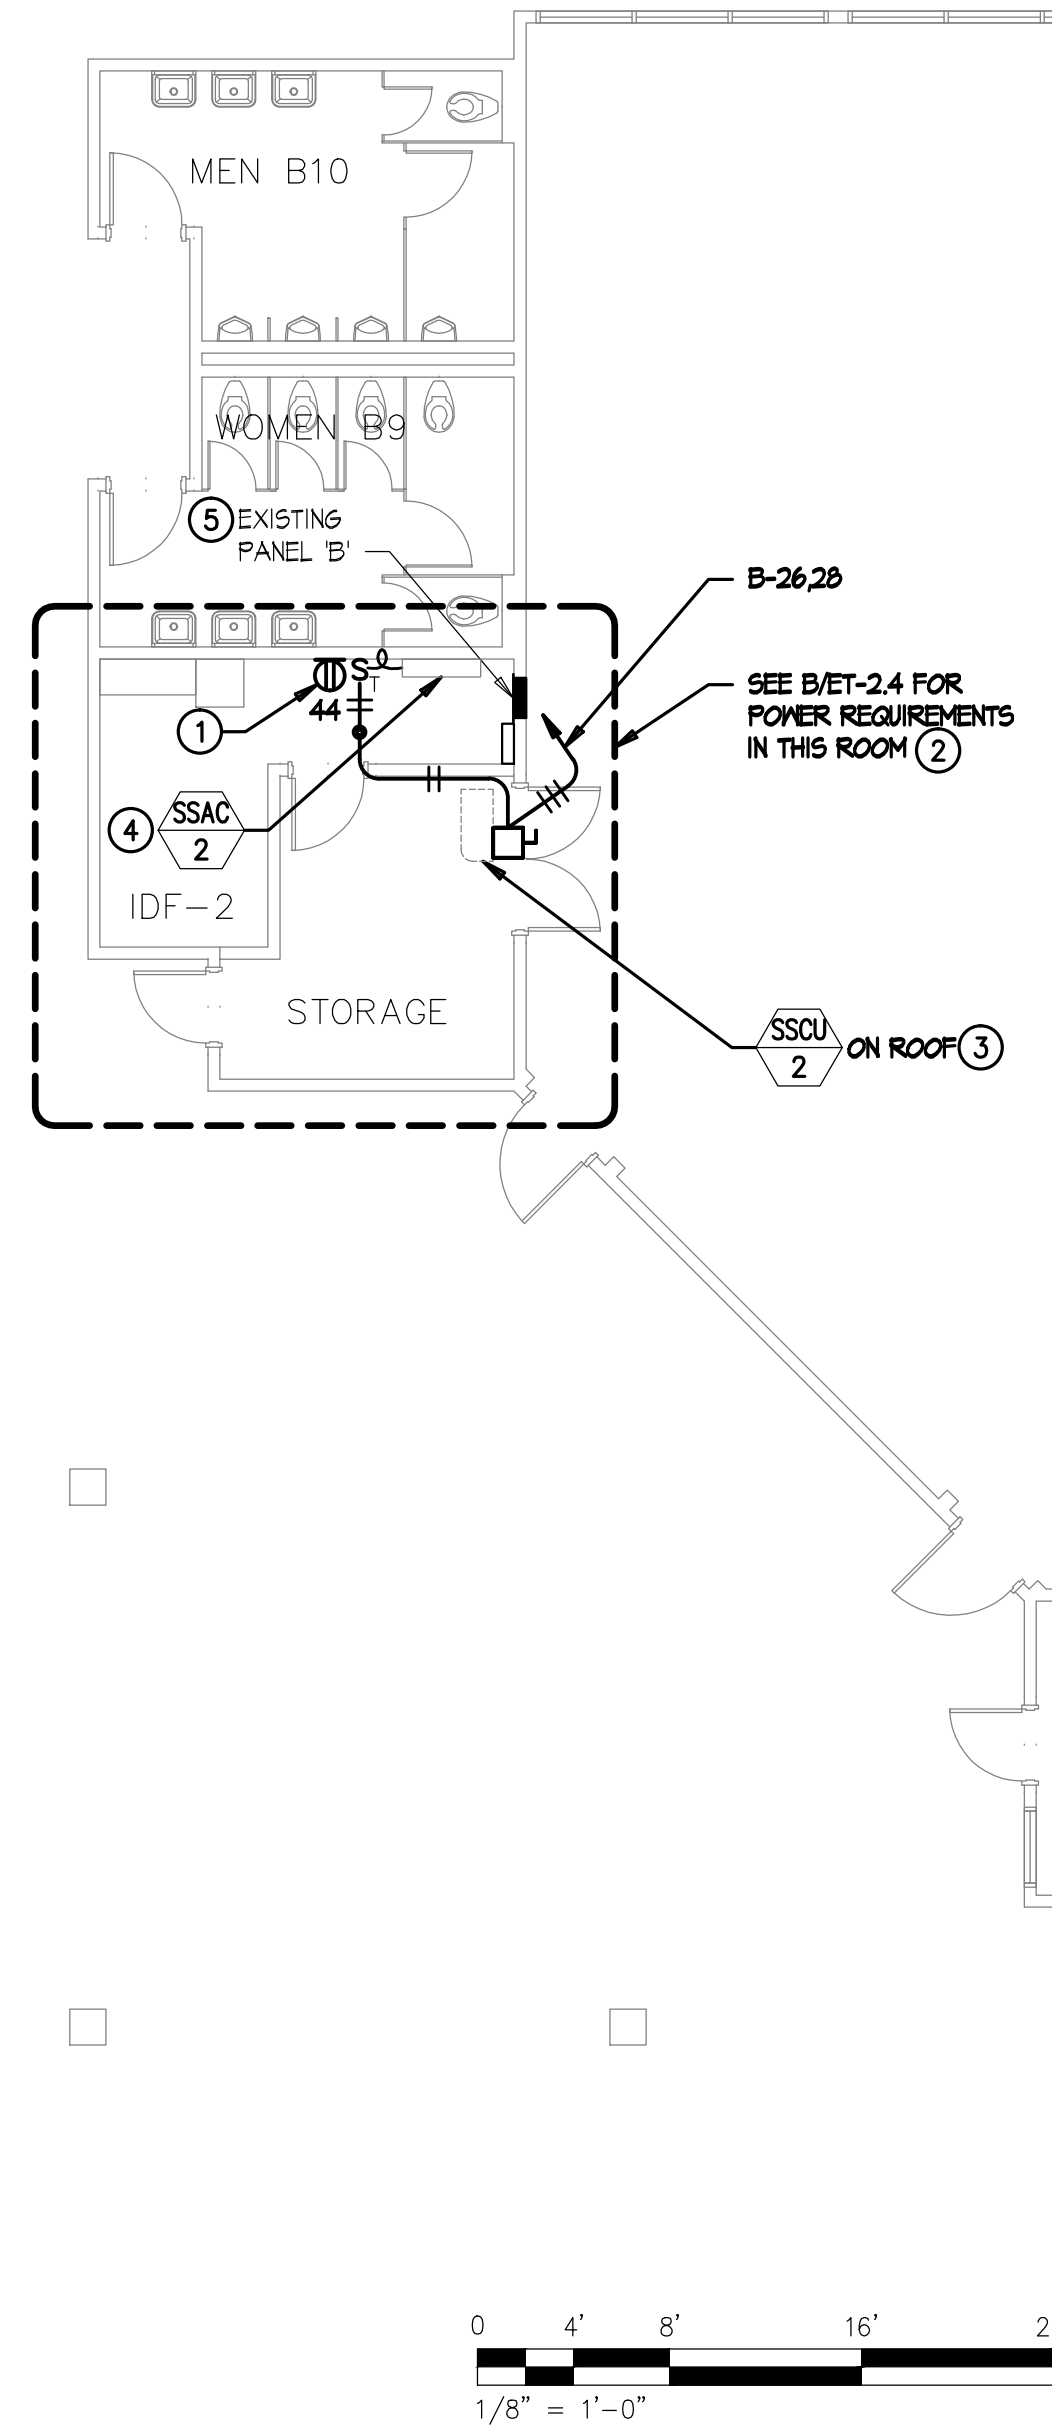 MEN B10
WOMEN B9
5 EXISTING
PANEL 'B'
B-26,28
SEE B/ET-2.4 FOR
POWER REQUIREMENTS
IN THIS ROOM 2
S
T
44
1
4 SSAC
2
IDF-2
STORAGE
SSCU
2
ON ROOF 3
0 4' 8' 16' 2
1/8" = 1'-0"